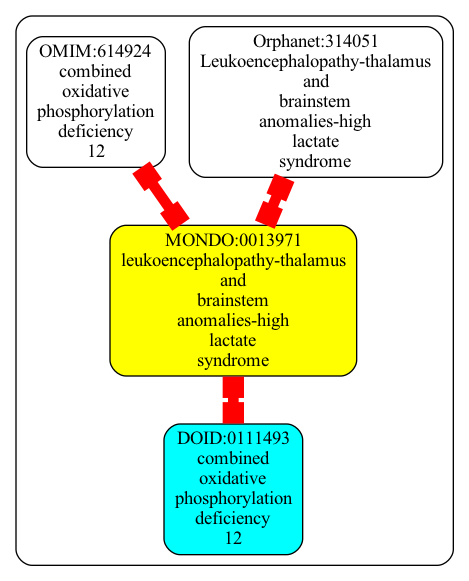 OMIM:614924
combined
oxidative
phosphorylation
deficiency
12
Orphanet:314051
Leukoencephalopathy-thalamus
and
brainstem
anomalies-high
lactate
syndrome
MONDO:0013971
leukoencephalopathy-thalamus
and
brainstem
anomalies-high
lactate
syndrome
DOID:0111493
combined
oxidative
phosphorylation
deficiency
12